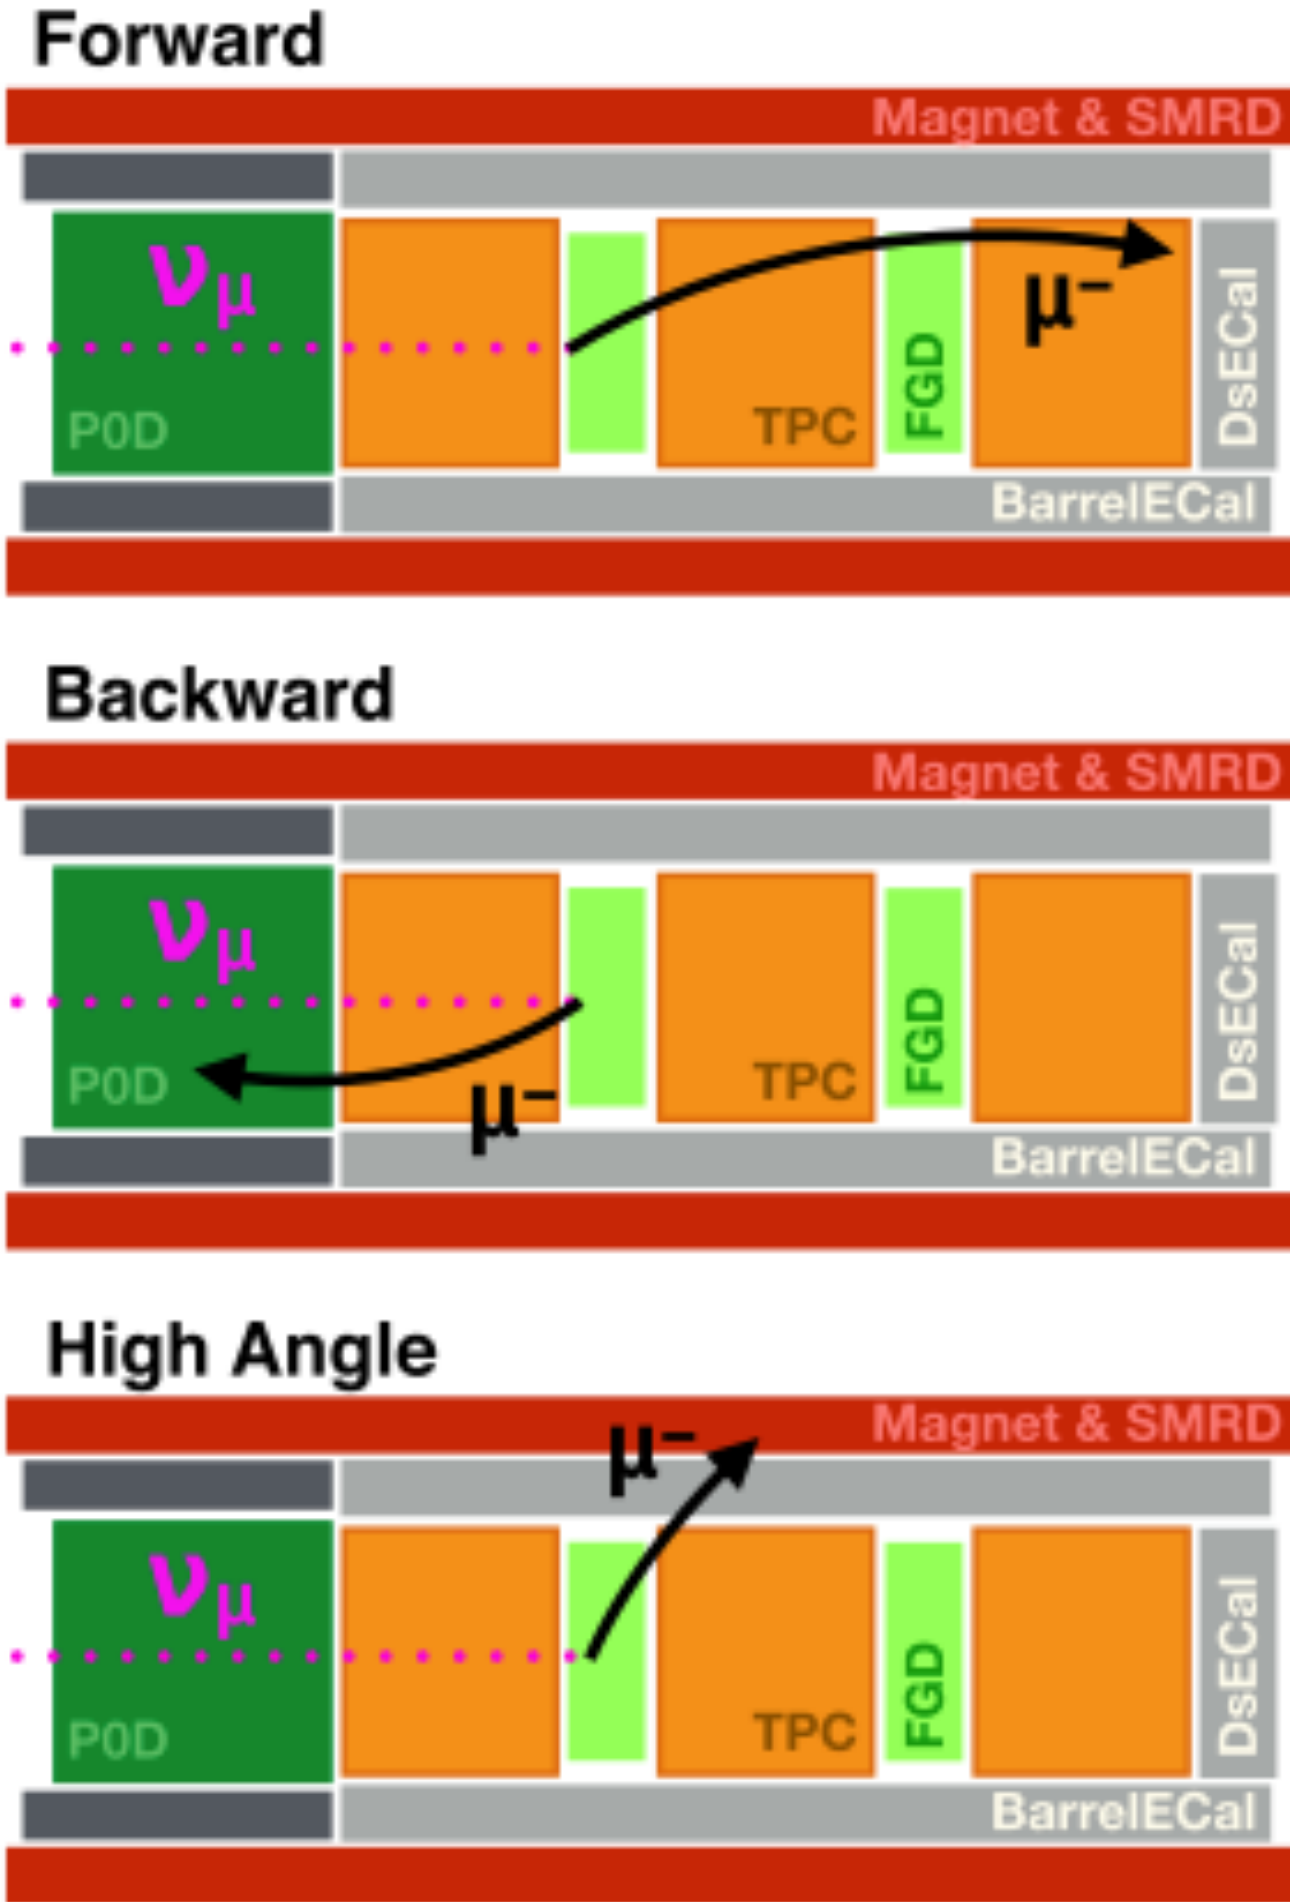 Forward
Magnet & SMRD
νμ
μ−
P0D
TPC
FGD
DsECal
BarrelECal
Backward
Magnet & SMRD
νμ
P0D
μ−
TPC
FGD
DsECal
BarrelECal
High Angle
Magnet & SMRD
μ−
νμ
P0D
TPC
FGD
DsECal
BarrelECal